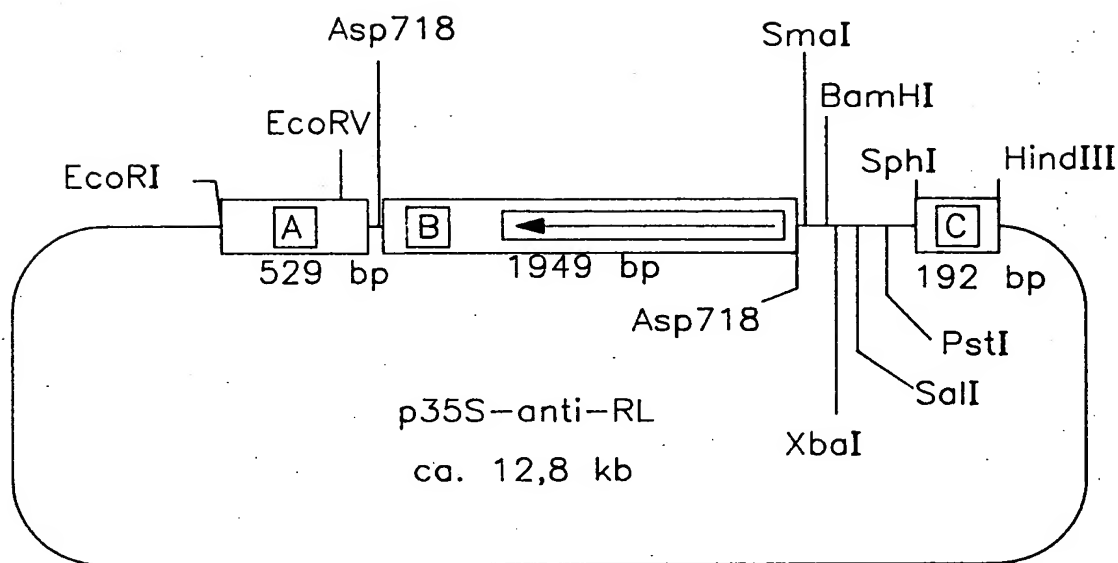 Asp718
SmaI
BamHI
EcoRV
SphI
HindIII
EcoRI
A
B
C
529 bp
1949 bp
192 bp
Asp718
PstI
SalI
XbaI
p35S-anti-RL
ca. 12,8 kb